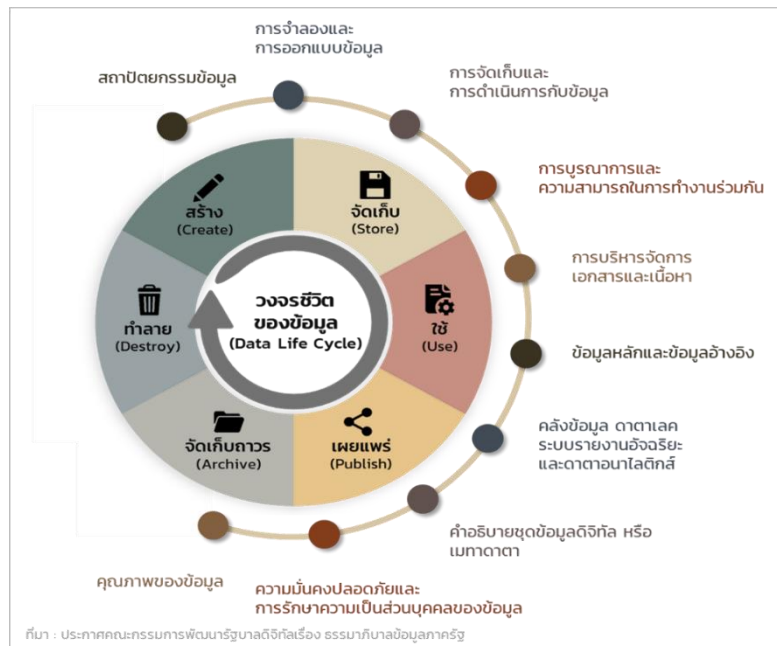 การจำลองและ
การออกแบบข้อมูล
สถาปัตยกรรมข้อมูล
การจัดเก็บและ
การดำเนินการกับข้อมูล
การบูรณาการและ
ความสามารถในการทำงานร่วมกัน
การบริหารจัดการ
เอกสารและเนื้อหา
ข้อมูลหลักและข้อมูลอ้างอิง
คลังข้อมูล ดาตาเลค
ระบบรายงานอัจฉริยะ
และดาตาอนาไลติกส์
คำอธิบายชุดข้อมูลดิจิทัล หรือ
เมทาดาตา
ความมั่นคงปลอดภัยและ
การรักษาความเป็นส่วนบุคคลของข้อมูล
คุณภาพของข้อมูล
สร้าง
(Create)
จัดเก็บ
(Store)
ใช้
(Use)
เผยแพร่
(Publish)
จัดเก็บถาวร
(Archive)
ทำลาย
(Destroy)
วงจรชีวิต
ของข้อมูล
(Data Life Cycle)
ที่มา : ประกาศคณะกรรมการพัฒนารัฐบาลดิจิทัลเรื่อง ธรรมาภิบาลข้อมูลภาครัฐ